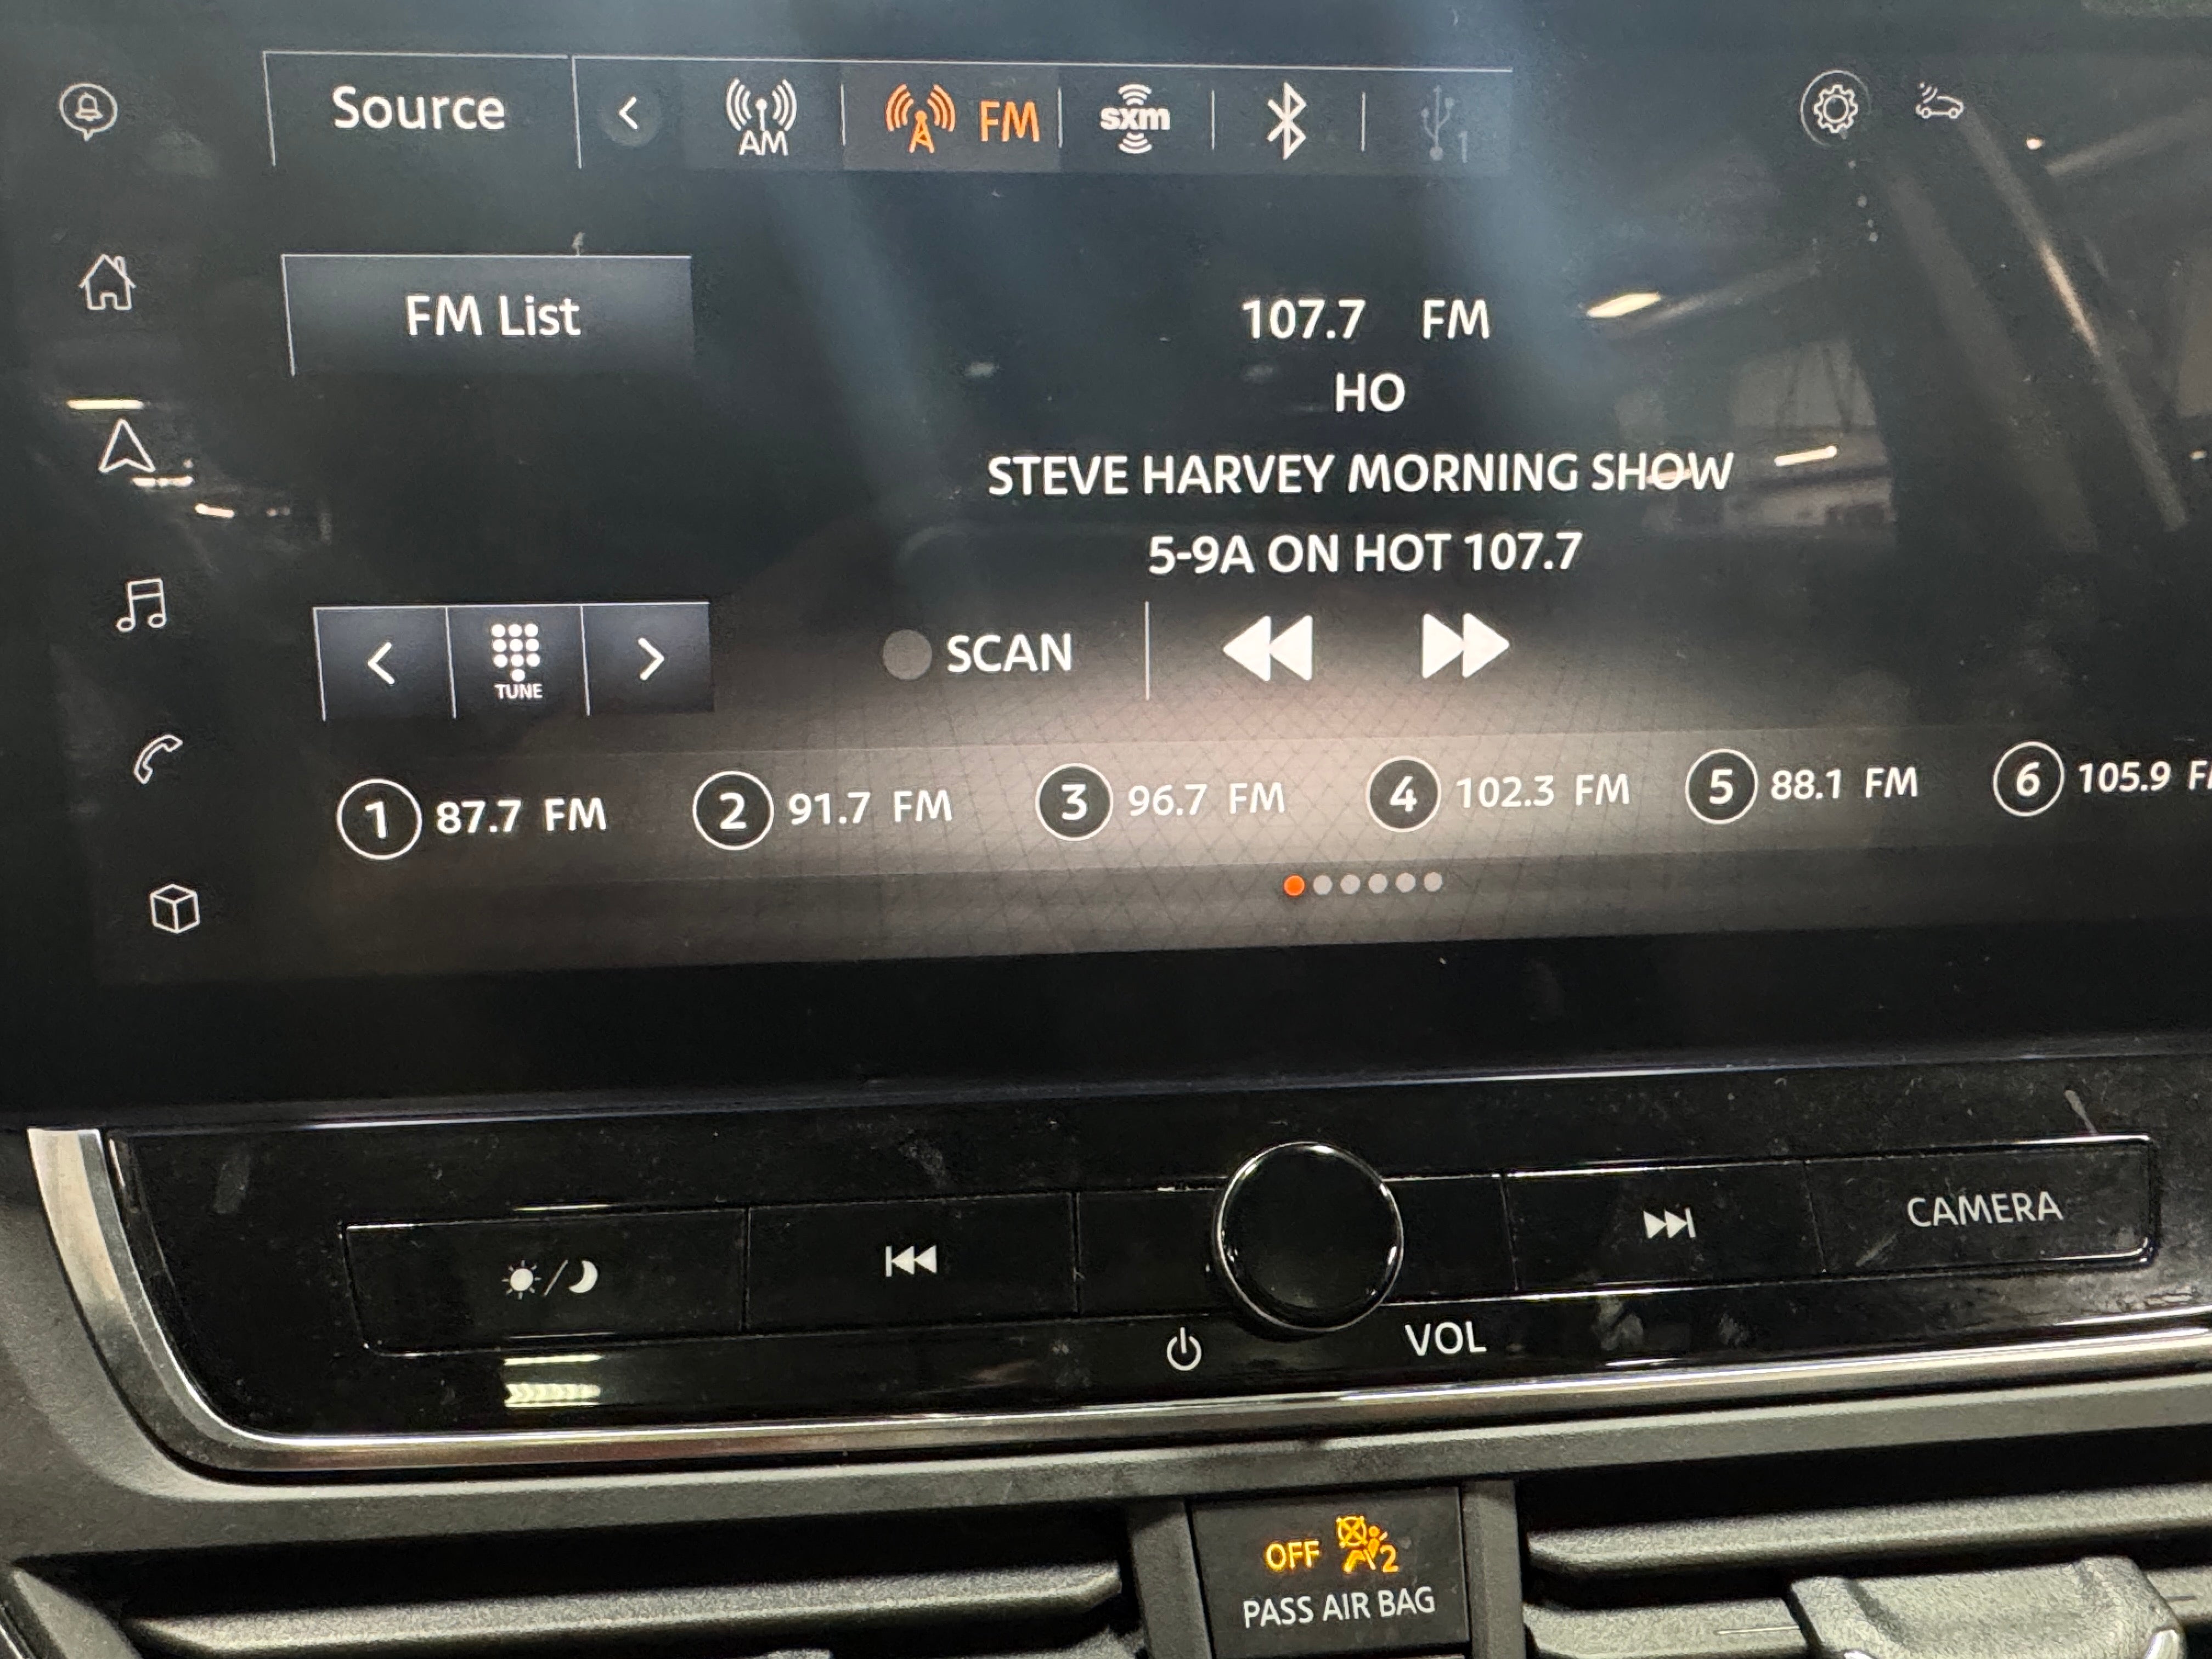 Source
AM
FM
sxm
1
FM List
107.7 FM
HO
STEVE HARVEY MORNING SHOW
5-9A ON HOT 107.7
TUNE
SCAN
1 87.7 FM
2 91.7 FM
3 96.7 FM
4 102.3 FM
5 88.1 FM
6 105.9
CAMERA
VOL
OFF 2
PASS AIR BAG